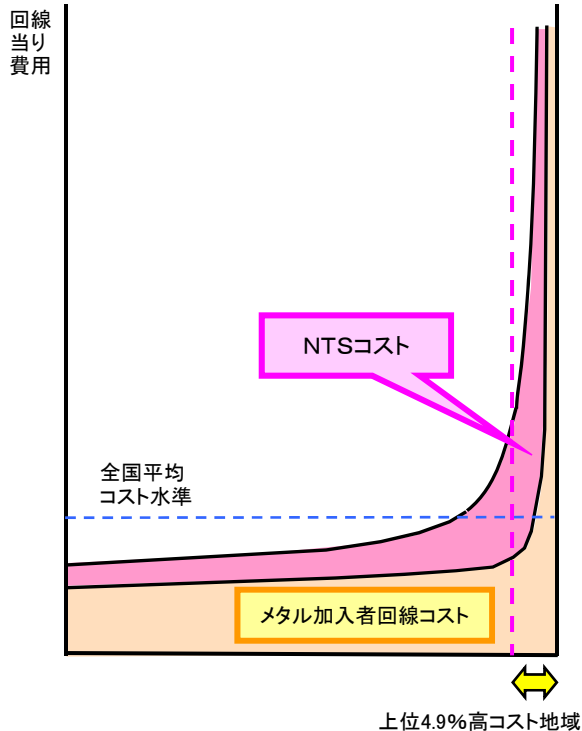 回線
当り
費用
NTSコスト
全国平均
コスト水準
メタル加入者回線コスト
上位4.9%高コスト地域